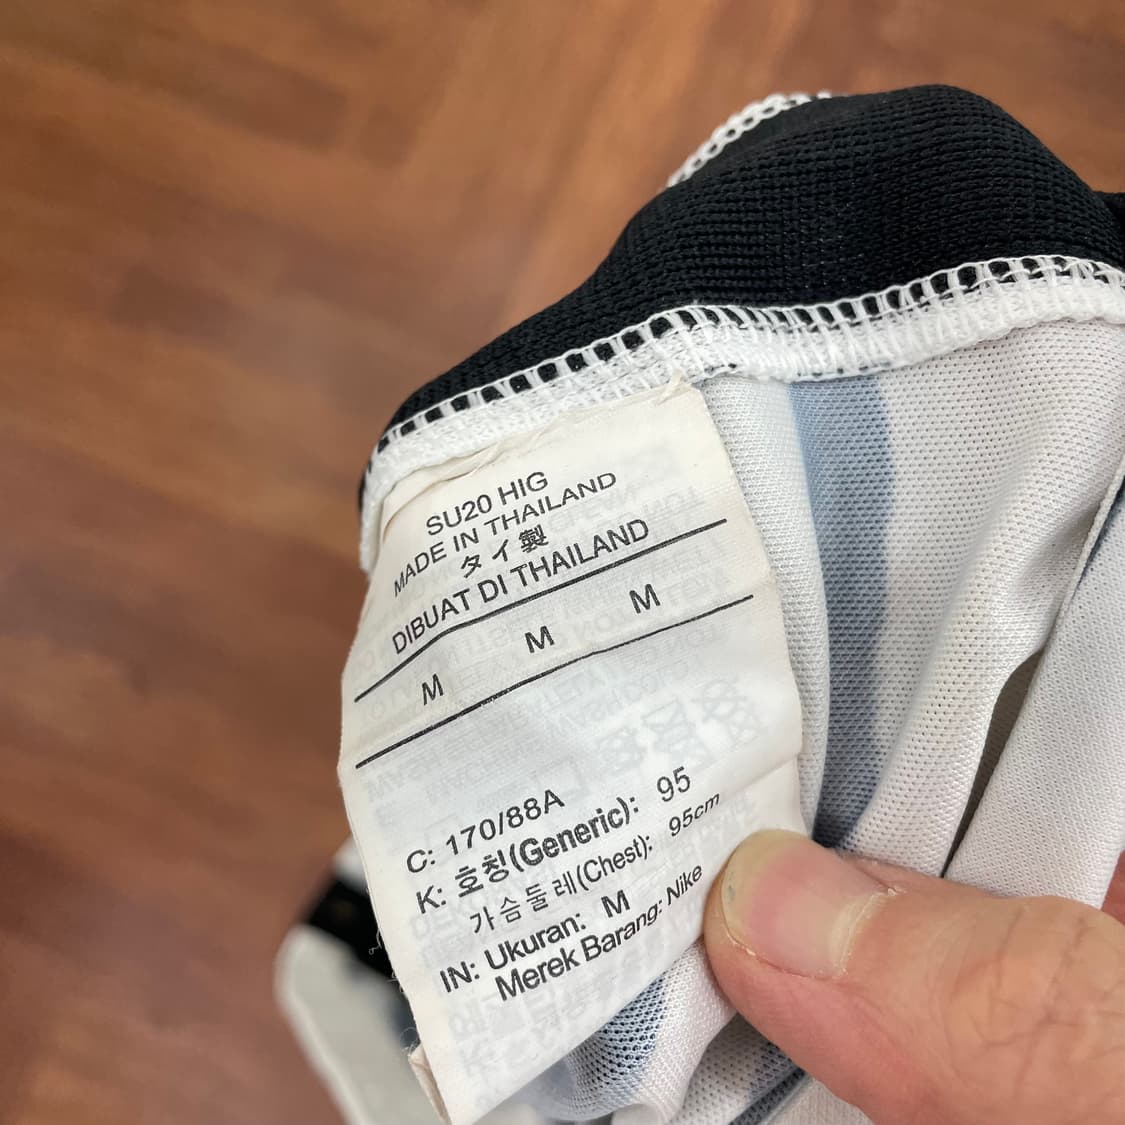 SU20 HIG
MADE IN THAILAND
タイ製
DIBUAT DI THAILAND
M M M
C: 170/88A
K: 호칭(Generic): 95
가슴둘레(Chest): 95cm
IN: Ukuran: M
Merek Barang: Nike